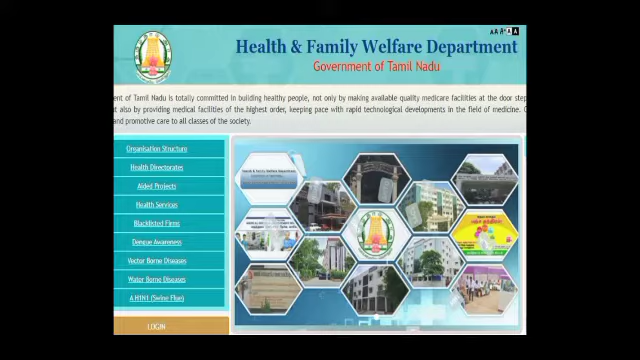 A A A A A
Health & Family Welfare Department
Government of Tamil Nadu
ent of Tamil Nadu is totally committed in building healthy people, not only by making available quality medicare facilities at the door step
t also by providing medical facilities of the highest order, keeping pace with rapid technological developments in the field of medicine.
and promotive care to all classes of the society.
Organisation Structure
Health Directorates
Aided Projects
Health Services
Blacklisted Firms
Dengue Awareness
Vector Borne Diseases
Water Borne Diseases
A H1N1 (Swine Flue)
LOGIN